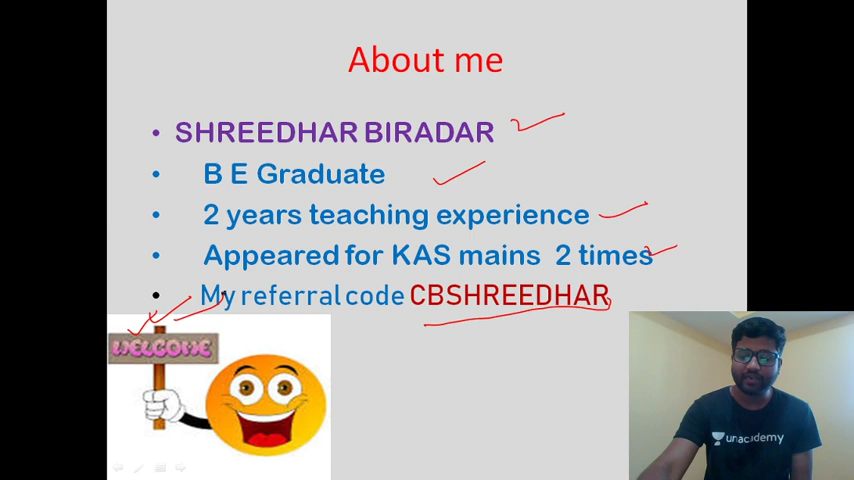 About me
• SHREEDHAR BIRADAR
• B E Graduate
• 2 years teaching experience
• Appeared for KAS mains 2 times
• My referral code CBSHREEDHAR
WELCOME
unacademy